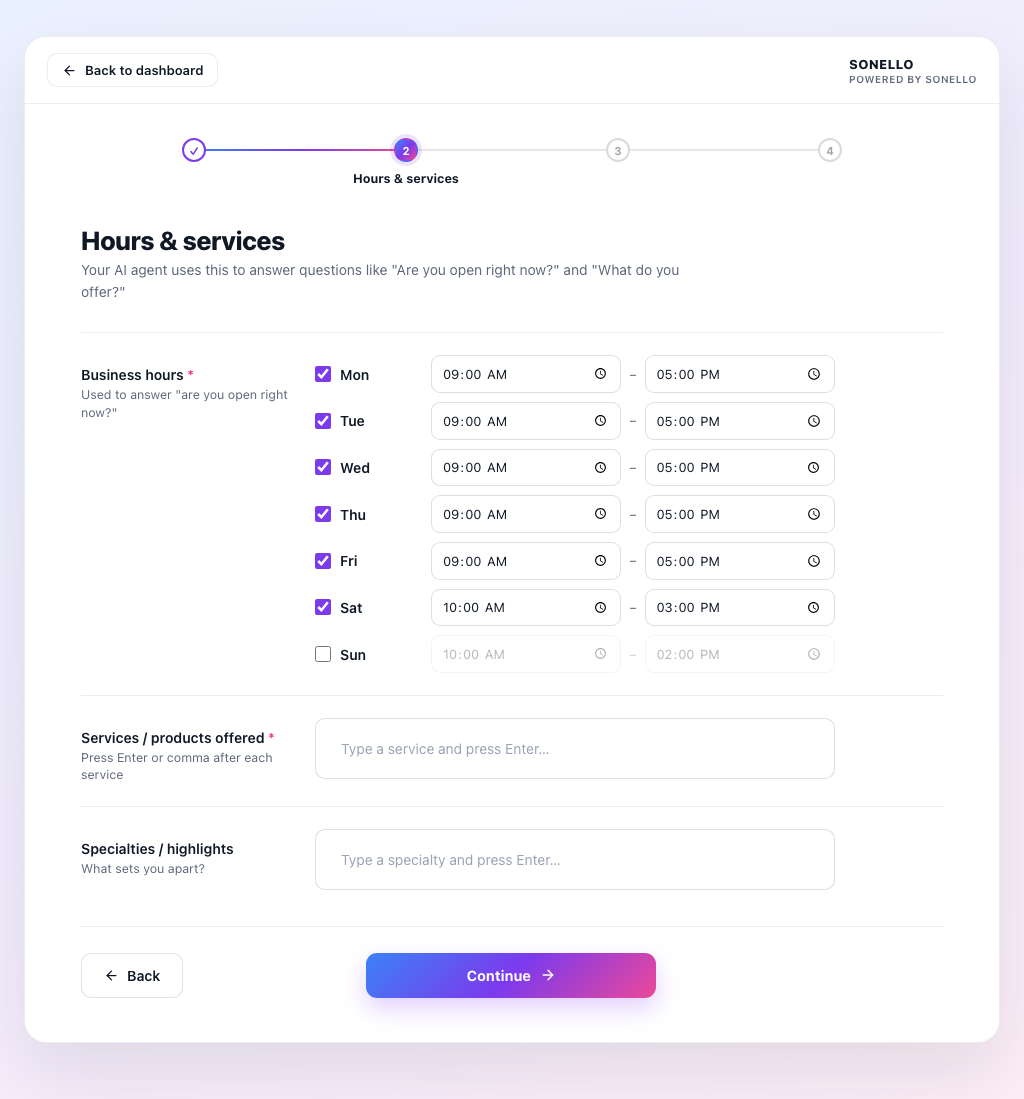 Back to dashboard
SONELLO
POWERED BY SONELLO
2
3
4
Hours & services
Hours & services
Your AI agent uses this to answer questions like "Are you open right now?" and "What do you
offer?"
Business hours *
Used to answer "are you open right
now?"
Mon 09:00 AM – 05:00 PM
Tue 09:00 AM – 05:00 PM
Wed 09:00 AM – 05:00 PM
Thu 09:00 AM – 05:00 PM
Fri 09:00 AM – 05:00 PM
Sat 10:00 AM – 03:00 PM
Sun 10:00 AM – 02:00 PM
Services / products offered *
Press Enter or comma after each
service
Type a service and press Enter...
Specialties / highlights
What sets you apart?
Type a specialty and press Enter...
Back
Continue